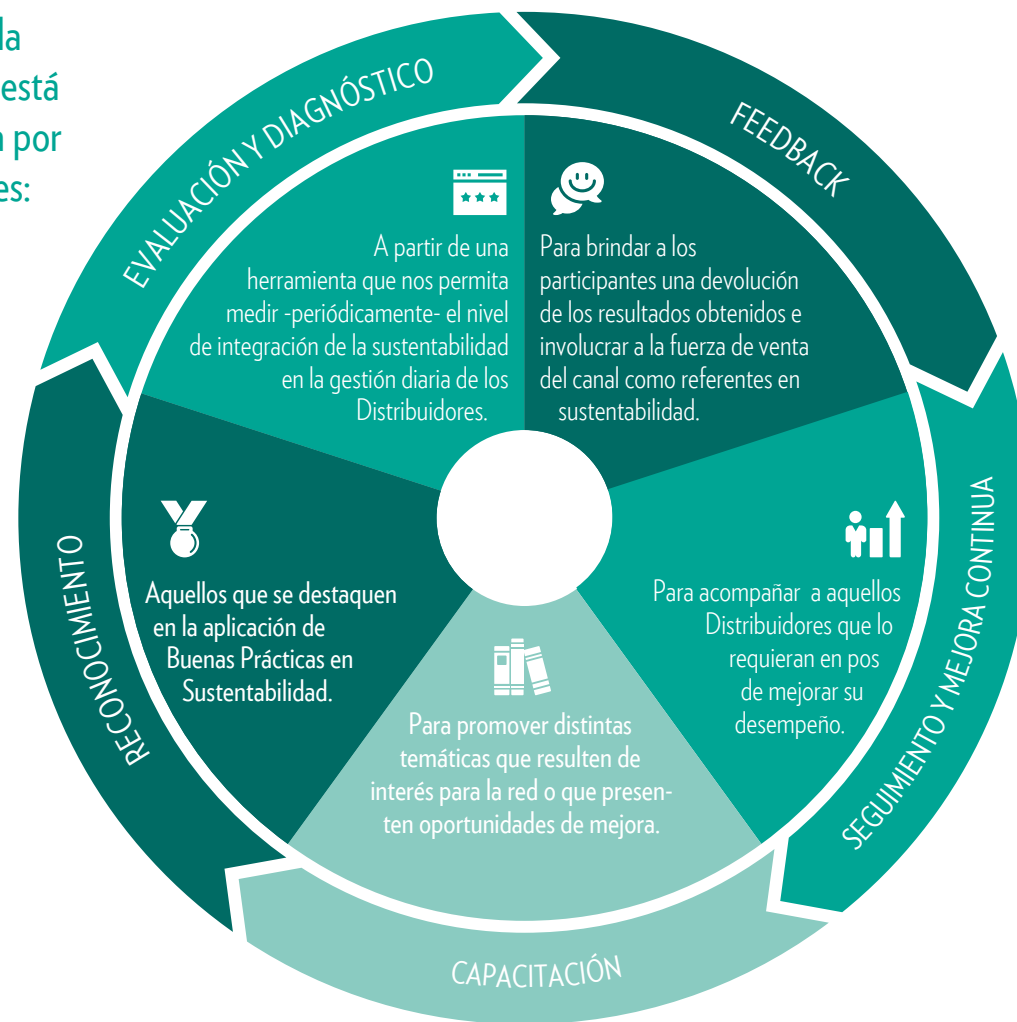 la
está
por
es:
EVALUACIÓN Y DIAGNÓSTICO
A partir de una
herramienta que nos permita
medir -periódicamente- el nivel
de integración de la sustentabilidad
en la gestión diaria de los
Distribuidores.
FEEDBACK
Para brindar a los
participantes una devolución
de los resultados obtenidos e
involucrar a la fuerza de venta
del canal como referentes en
sustentabilidad.
SEGUIMIENTO Y MEJORA CONTINUA
Para acompañar a aquellos
Distribuidores que lo
requieran en pos
de mejorar su
desempeño.
CAPACITACIÓN
Para promover distintas
temáticas que resulten de
interés para la red o que presen-
ten oportunidades de mejora.
RECONOCIMIENTO
Aquellos que se destaquen
en la aplicación de
Buenas Prácticas en
Sustentabilidad.